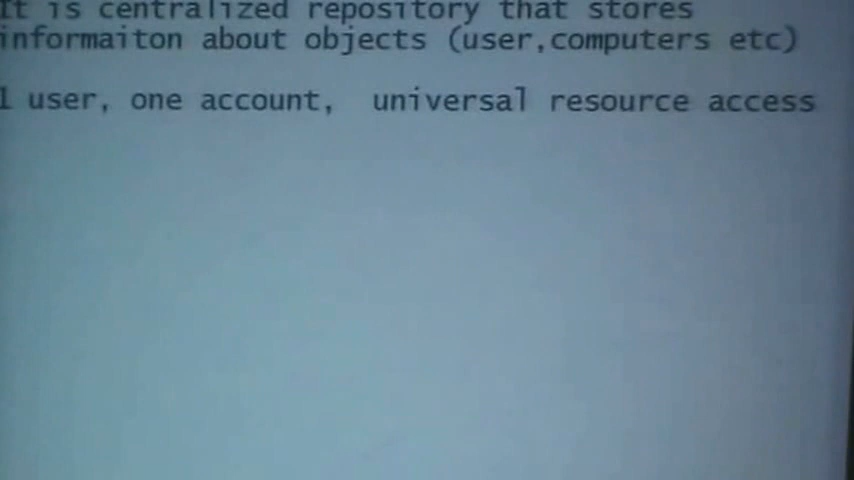 It is centralized repository that stores
informaiton about objects (user,computers etc)
1 user, one account, universal resource access